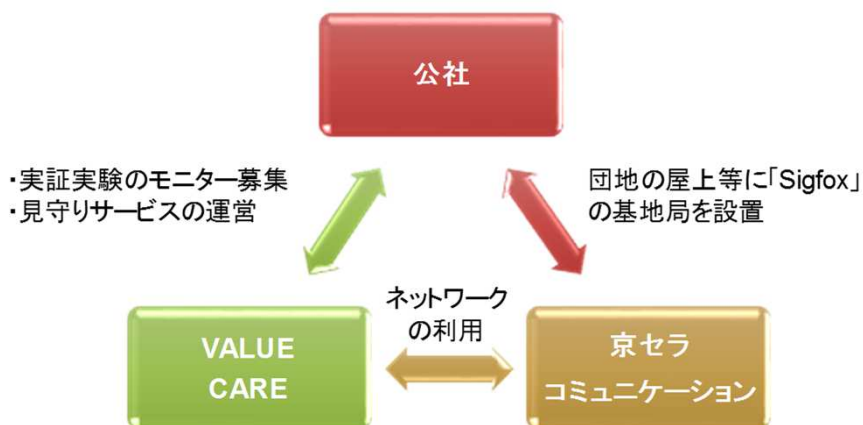 公社
・実証実験のモニター募集
・見守りサービスの運営
団地の屋上等に「Sigfox」
の基地局を設置
ネットワーク
の利用
VALUE
CARE
京セラ
コミュニケーション